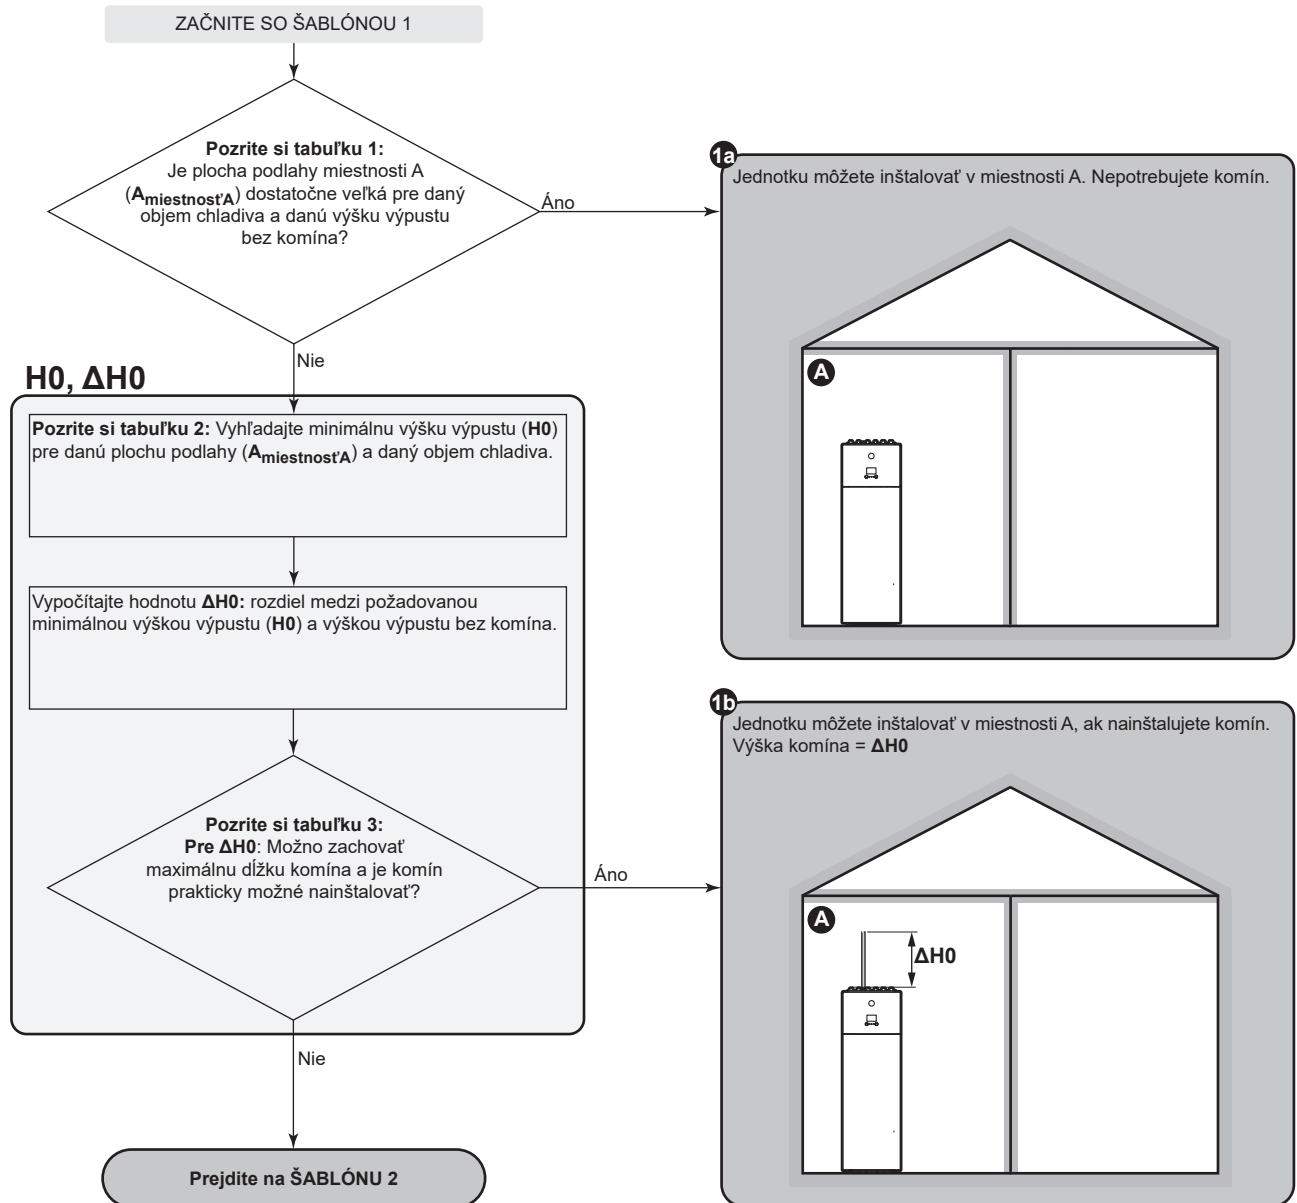 ZAČNITE SO ŠABLÓNOU 1
Pozrite si tabuľku 1:
Je plocha podlahy miestnosti A
(AmiestnosťA) dostatočne veľká pre daný
objem chladiva a danú výšku výpustu
bez komína?
Áno
1a
Jednotku môžete inštalovať v miestnosti A. Nepotrebujete komín.
A
Nie
H0, ΔH0
Pozrite si tabuľku 2: Vyhľadajte minimálnu výšku výpustu (H0)
pre danú plochu podlahy (AmiestnosťA) a daný objem chladiva.
Vypočítajte hodnotu ΔH0: rozdiel medzi požadovanou
minimálnou výškou výpustu (H0) a výškou výpustu bez komína.
Pozrite si tabuľku 3:
Pre ΔH0: Možno zachovať
maximálnu dĺžku komína a je komín
prakticky možné nainštalovať?
Áno
1b
Jednotku môžete inštalovať v miestnosti A, ak nainštalujete komín.
Výška komína = ΔH0
A
ΔH0
Nie
Prejdite na ŠABLÓNU 2